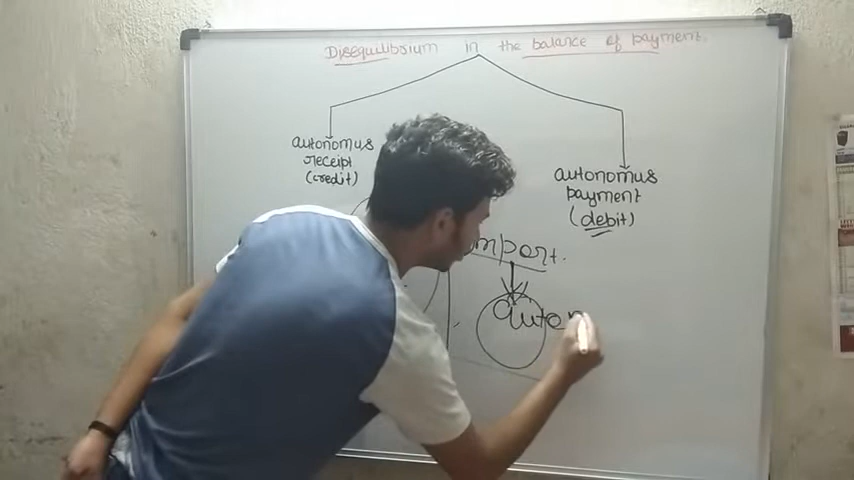 Disequilibrium in the balance of payment.
autonomus
receipt
(credit)
autonomus
payment
(debit)
mport.
auton